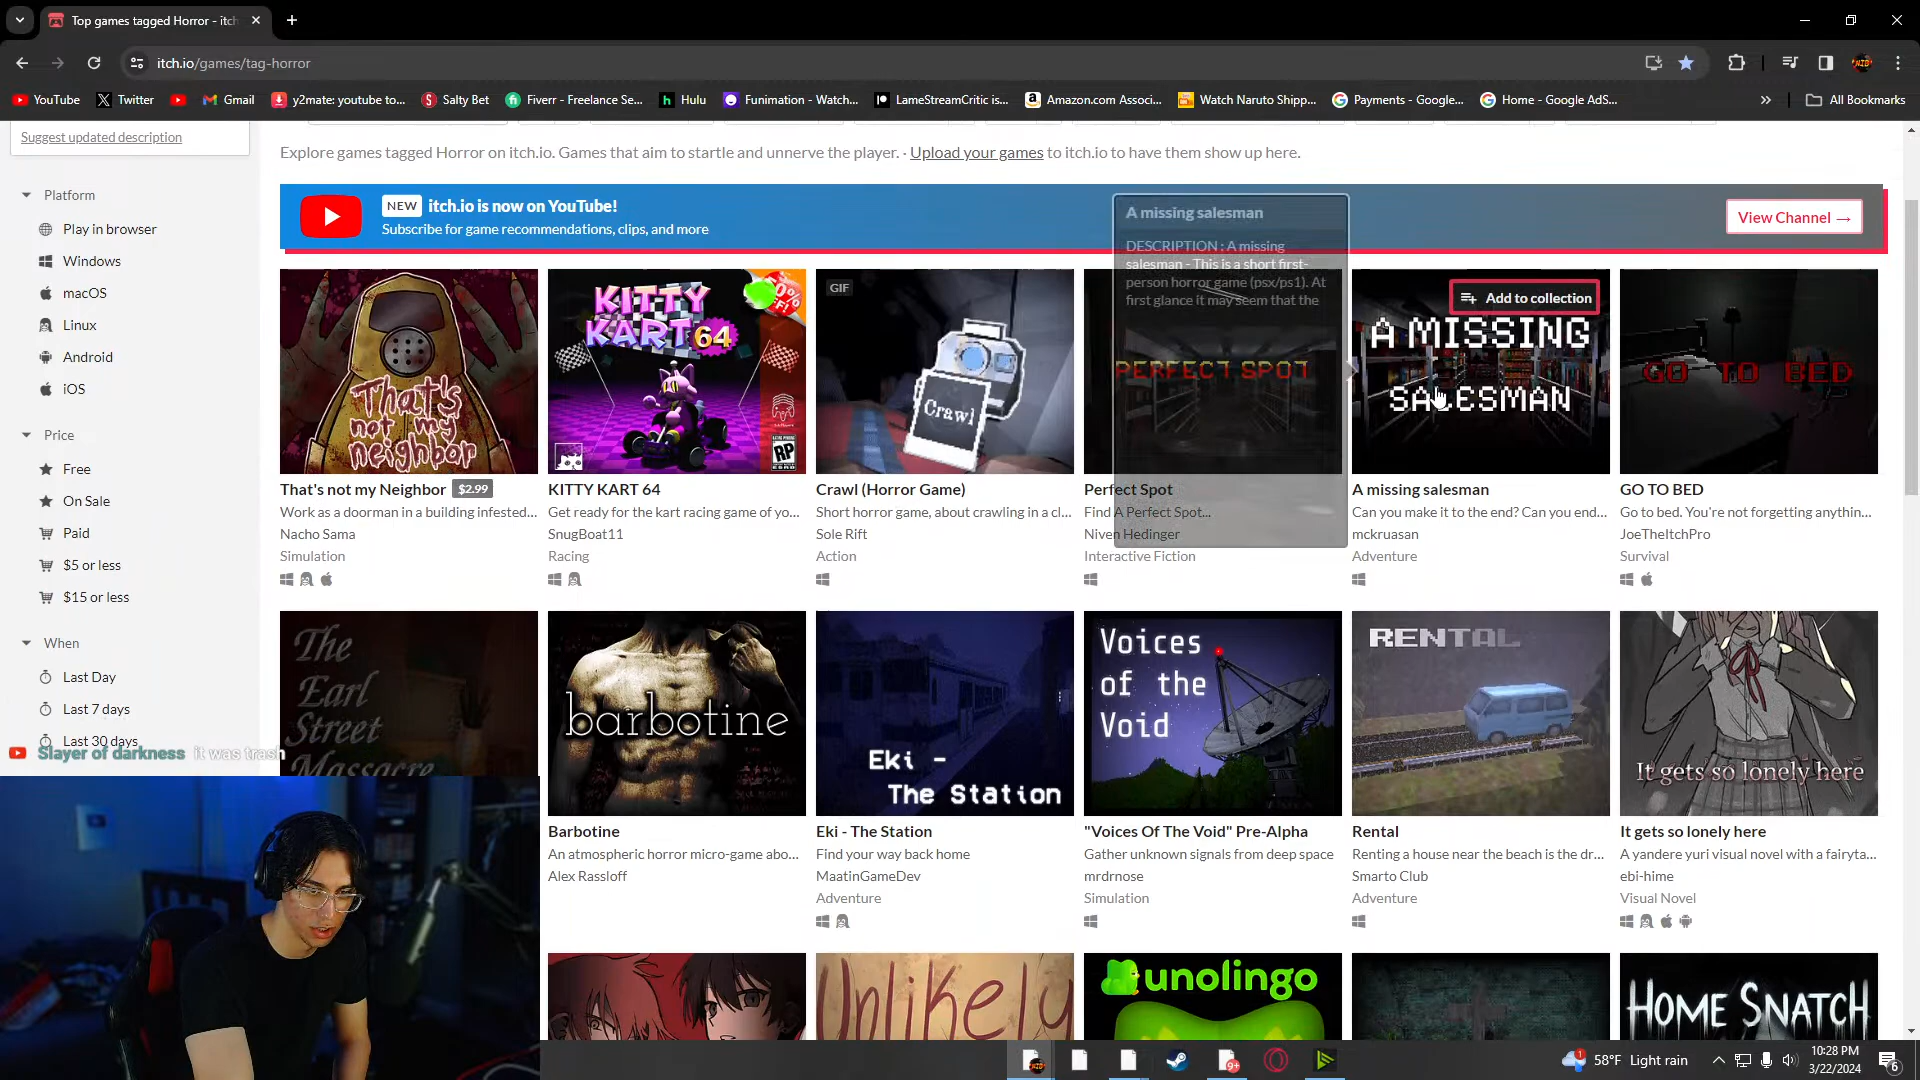 Top games tagged Horror - itch
itch.io/games/tag-horror
YouTube
Twitter
Gmail
y2mate: youtube to...
Salty Bet
Fiverr - Freelance Se...
Hulu
Funimation - Watch...
LameStreamCritic is...
Amazon.com Associ...
Watch Naruto Shipp...
Payments - Google...
Home - Google AdS...
All Bookmarks
Suggest updated description
Explore games tagged Horror on itch.io. Games that aim to startle and unnerve the player. · Upload your games to itch.io to have them show up here.
NEW itch.io is now on YouTube!
Subscribe for game recommendations, clips, and more
View Channel →
Platform
Play in browser
Windows
macOS
Linux
Android
iOS
Price
Free
On Sale
Paid
$5 or less
$15 or less
When
Last Day
Last 7 days
Last 30 days
Slayer of darkness it was trash
A missing salesman
DESCRIPTION : A missing
salesman - This is a short first-
person horror game (psx/ps1). At
first glance it may seem that the
That's
not my
neighbor
KITTY
KART 64
RP
GIF
Crawl
PERFECT SPOT
Add to collection
A MISSING
SALESMAN
GO TO BED
That's not my Neighbor $2.99
Work as a doorman in a building infested...
Nacho Sama
Simulation
KITTY KART 64
Get ready for the kart racing game of yo...
SnugBoat11
Racing
Crawl (Horror Game)
Short horror game, about crawling in a cl...
Sole Rift
Action
Perfect Spot
Find A Perfect Spot...
Niven Hedinger
Interactive Fiction
A missing salesman
Can you make it to the end? Can you end...
mckruasan
Adventure
GO TO BED
Go to bed. You're not forgetting anythin...
JoeTheItchPro
Survival
The
Earl
Street
Massacre
barbotine
Eki -
The Station
Voices
of the
Void
RENTAL
It gets so lonely here
Barbotine
An atmospheric horror micro-game abo...
Alex Rassloff
Eki - The Station
Find your way back home
MaatinGameDev
Adventure
"Voices Of The Void" Pre-Alpha
Gather unknown signals from deep space
mrdrnose
Simulation
Rental
Renting a house near the beach is the dr...
Smarto Club
Adventure
It gets so lonely here
A yandere yuri visual novel with a fairyta...
ebi-hime
Visual Novel
Unlikely
unolingo
HOME SNATCH
9+
1
58°F Light rain
10:28 PM
3/22/2024
6